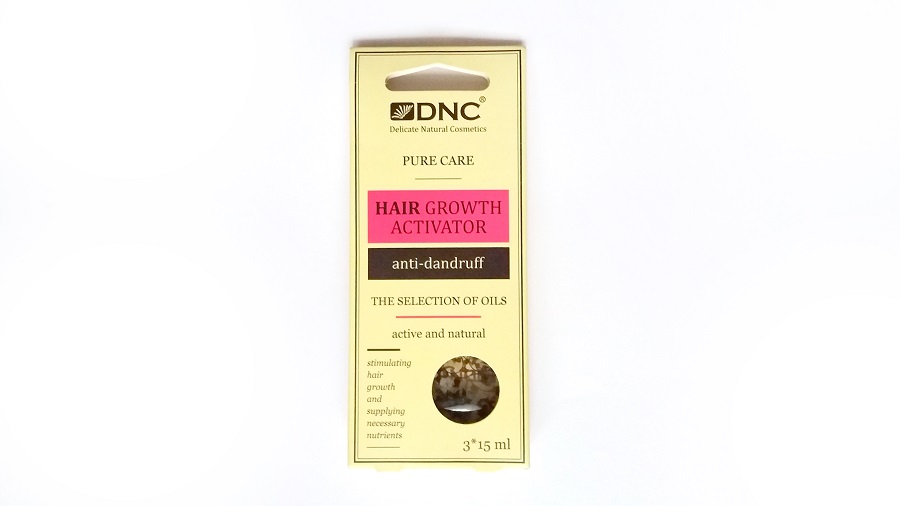 DNC®
Delicate Natural Cosmetics
PURE CARE
HAIR GROWTH
ACTIVATOR
anti-dandruff
THE SELECTION OF OILS
active and natural
stimulating
hair
growth
and
supplying
necessary
nutrients
3*15 ml